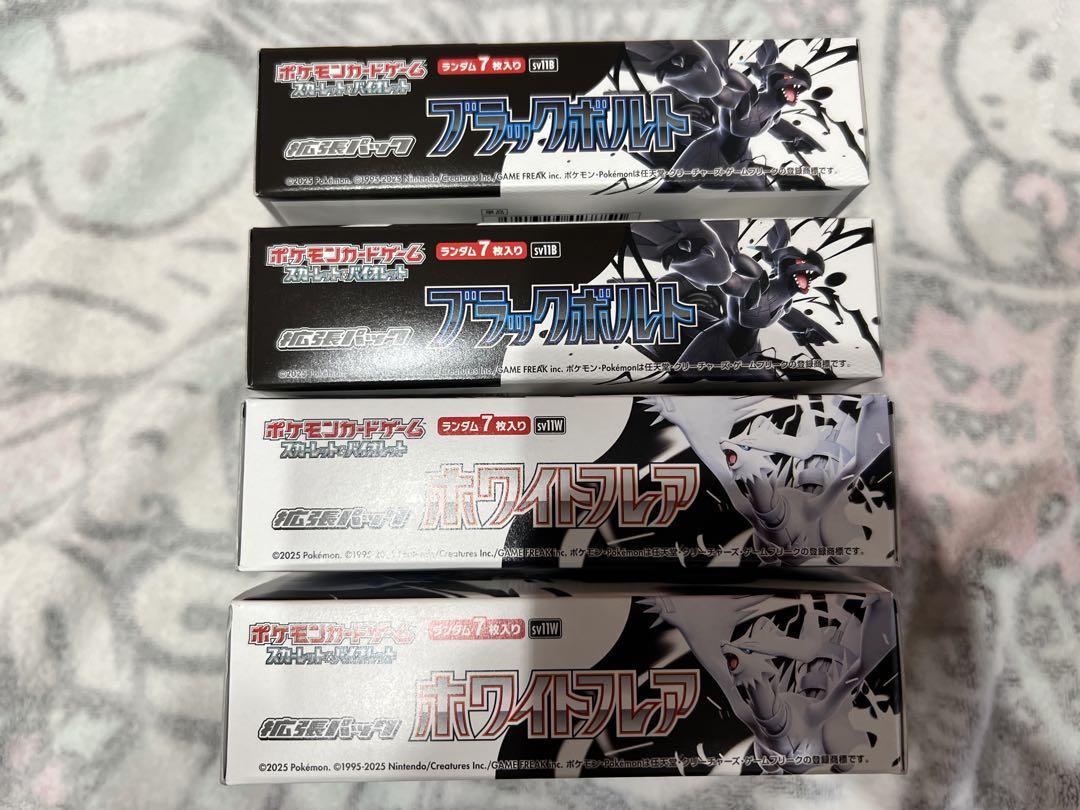 ポケモンカードゲーム ランダム7枚入り sv11B
スカーレット&バイオレット
ブラックボルト
拡張パック
©2025 Pokémon. ©1995-2025 Nintendo/Creatures Inc./GAME FREAK inc. ポケモン・Pokémonは任天堂・クリーチャーズ・ゲームフリークの登録商標です。
ポケモンカードゲーム ランダム7枚入り sv11B
スカーレット&バイオレット
ブラックボルト
拡張パック
©2025 Pokémon. ©1995-2025 Nintendo/Creatures Inc./GAME FREAK inc. ポケモン・Pokémonは任天堂・クリーチャーズ・ゲームフリークの登録商標です。
ポケモンカードゲーム ランダム7枚入り sv11W
スカーレット&バイオレット
ホワイトフレア
拡張パック
©2025 Pokémon. ©1995-2025 Nintendo/Creatures Inc./GAME FREAK inc. ポケモン・Pokémonは任天堂・クリーチャーズ・ゲームフリークの登録商標です。
ポケモンカードゲーム ランダム7枚入り sv11W
スカーレット&バイオレット
ホワイトフレア
拡張パック
©2025 Pokémon. ©1995-2025 Nintendo/Creatures Inc./GAME FREAK inc. ポケモン・Pokémonは任天堂・クリーチャーズ・ゲームフリークの登録商標です。